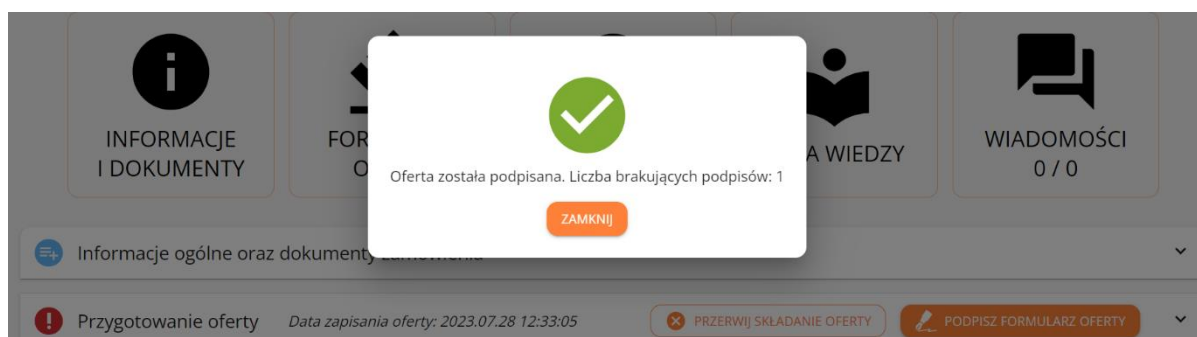 INFORMACJE
I DOKUMENTY
FOR
O
A WIEDZY
WIADOMOŚCI
0 / 0
Oferta została podpisana. Liczba brakujących podpisów: 1
ZAMKNIJ
Informacje ogólne oraz dokumenty zamówienia
Przygotowanie oferty Data zapisania oferty: 2023.07.28 12:33:05 PRZERWIJ SKŁADANIE OFERTY PODPISZ FORMULARZ OFERTY